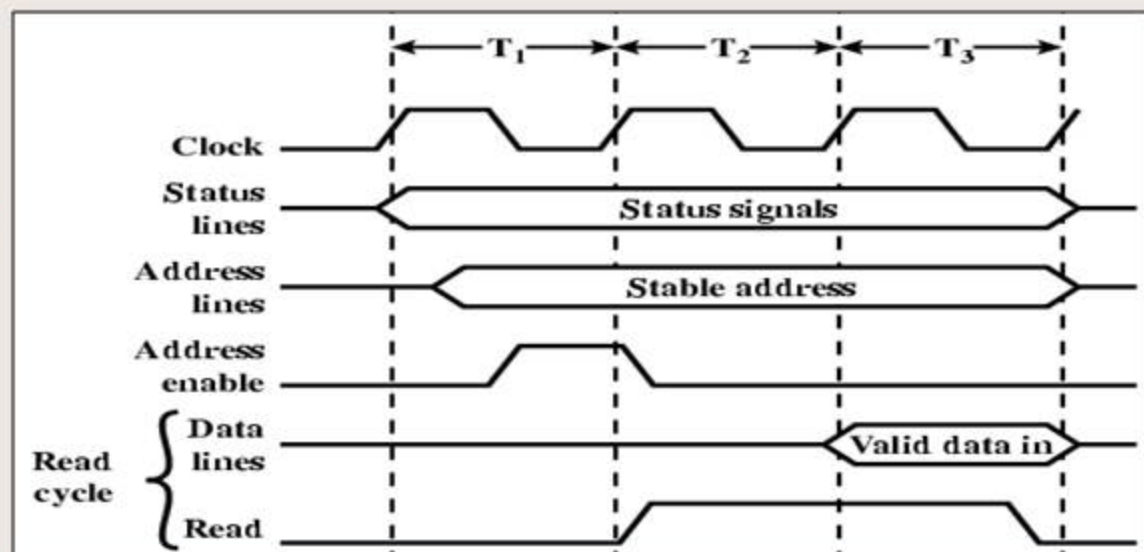 T1 T2 T3
Clock
Status
lines
Status signals
Address
lines
Stable address
Address
enable
Read
cycle
Data
lines
Valid data in
Read